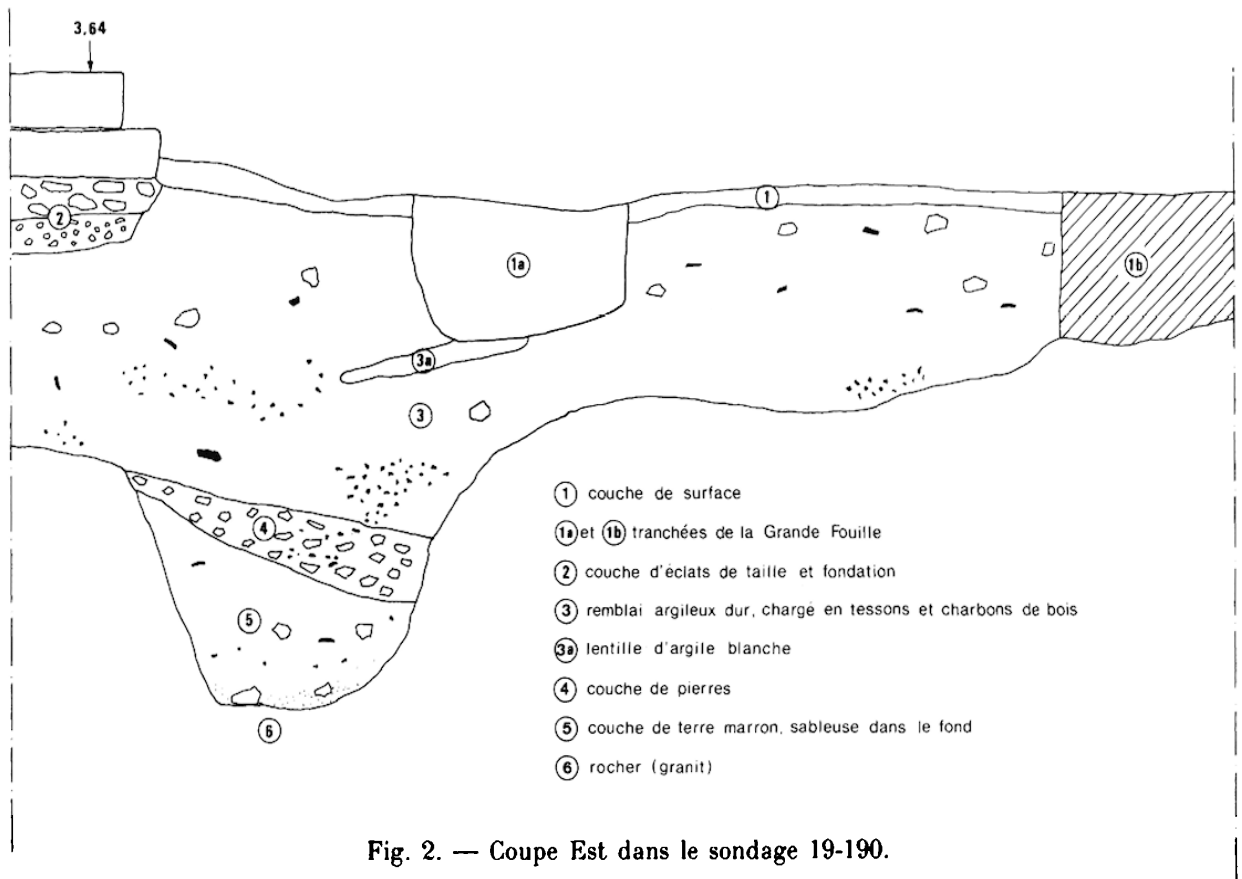 3,64
1
2
1a
1b
3a
3
4
5
6
1 couche de surface
1a et 1b tranchées de la Grande Fouille
2 couche d'éclats de taille et fondation
3 remblai argileux dur, chargé en tessons et charbons de bois
3a lentille d'argile blanche
4 couche de pierres
5 couche de terre marron, sableuse dans le fond
6 rocher (granit)
Fig. 2. — Coupe Est dans le sondage 19-190.